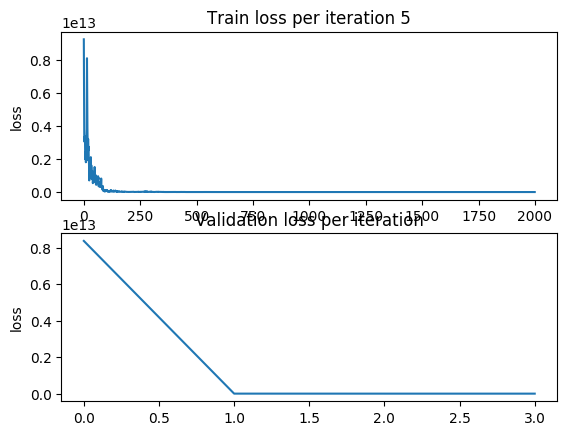 Train loss per iteration 5
1e13
0.8
0.6
0.4
0.2
0.0
loss
0 250 500 750 1000 1250 1500 1750 2000
Validation loss per iteration
1e13
0.8
0.6
0.4
0.2
0.0
loss
0.0 0.5 1.0 1.5 2.0 2.5 3.0